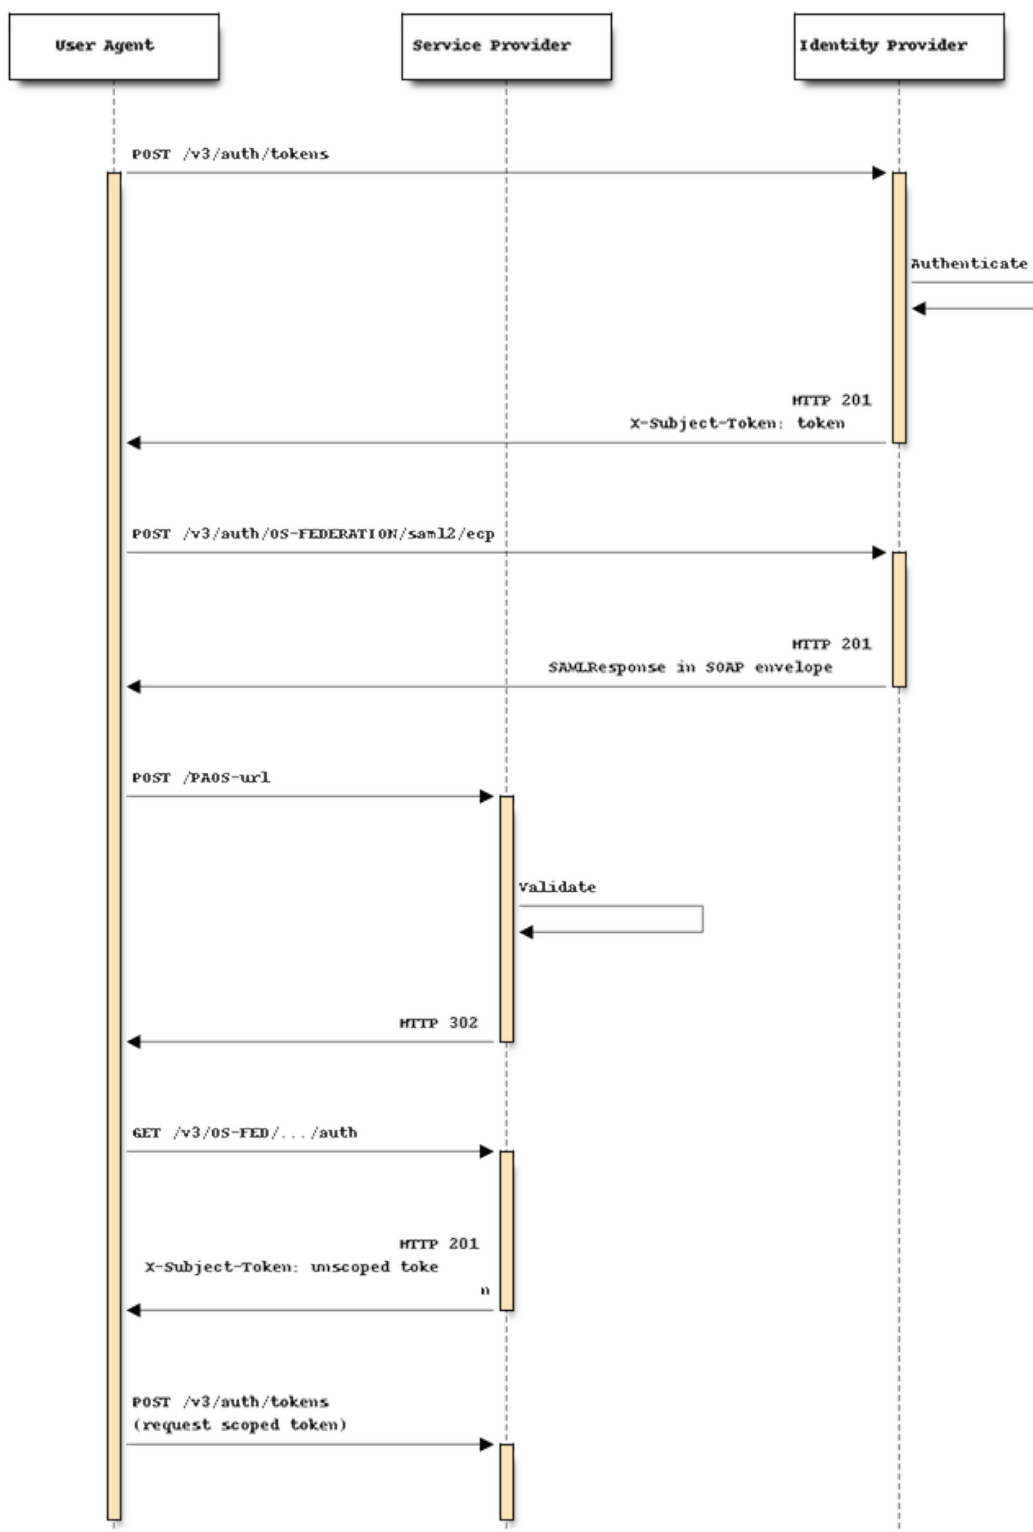 User Agent
Service Provider
Identity Provider
POST /v3/auth/tokens
Authenticate
HTTP 201
X-Subject-Token: token
POST /v3/auth/OS-FEDERATION/saml2/ecp
HTTP 201
SAMLResponse in SOAP envelope
POST /PAOS-url
Validate
HTTP 302
GET /v3/OS-FED/.../auth
HTTP 201
X-Subject-Token: unscoped toke
n
POST /v3/auth/tokens
(request scoped token)